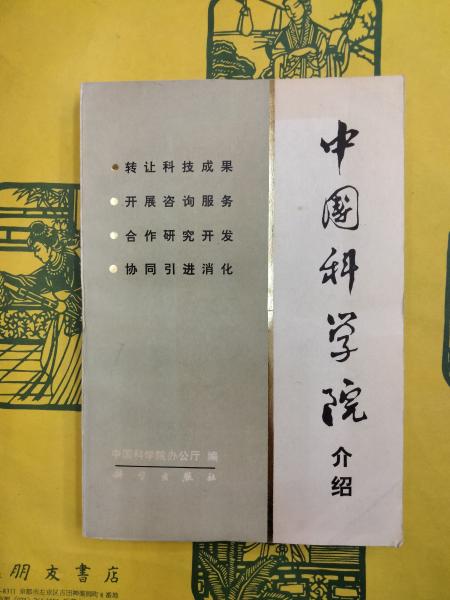 中國科学院
介绍
转让科技成果
开展咨询服务
合作研究开发
协同引进消化
中国科学院办公厅 编
科学出版社
朋友書店